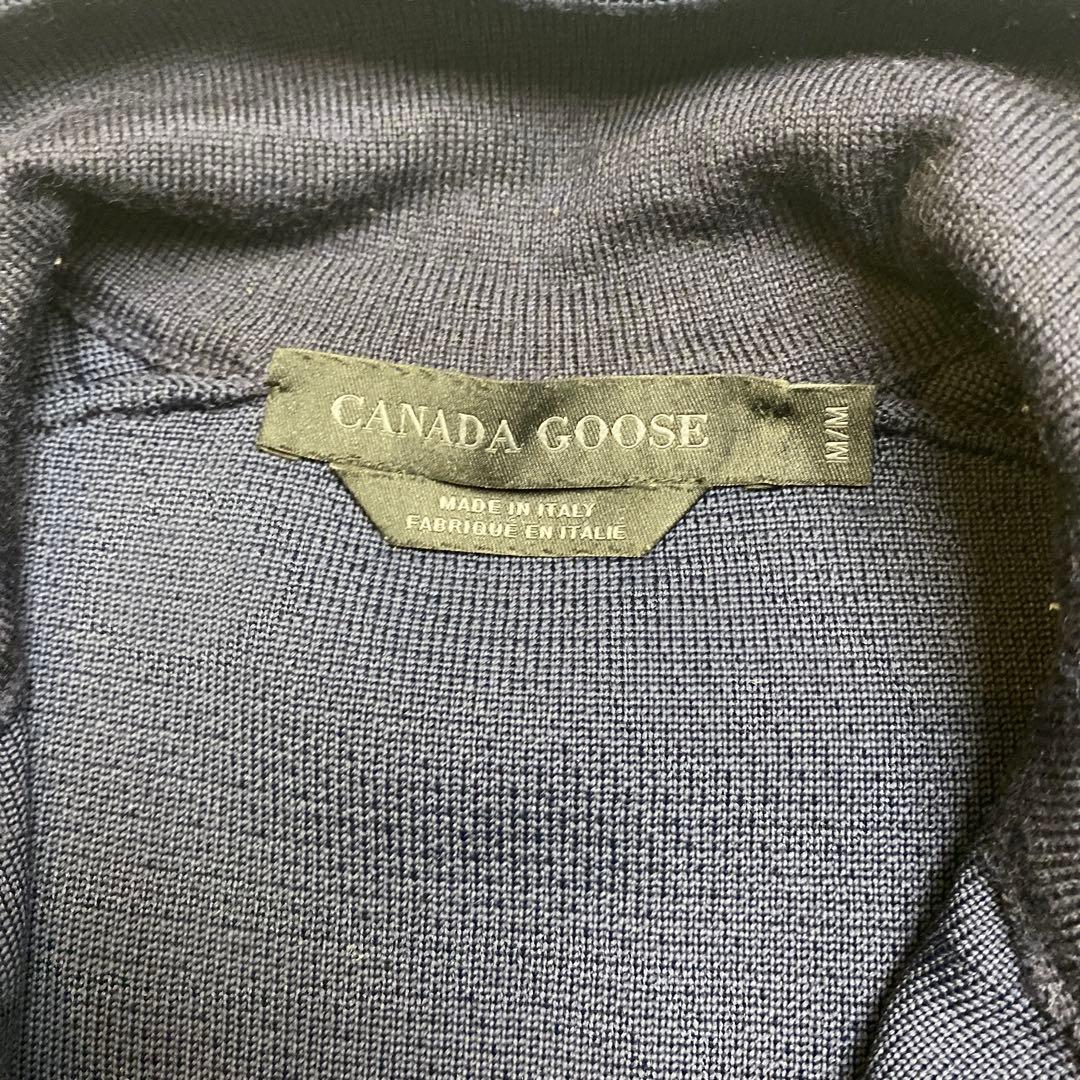 CANADA GOOSE
M/M
MADE IN ITALY
FABRIQUÉ EN ITALIE